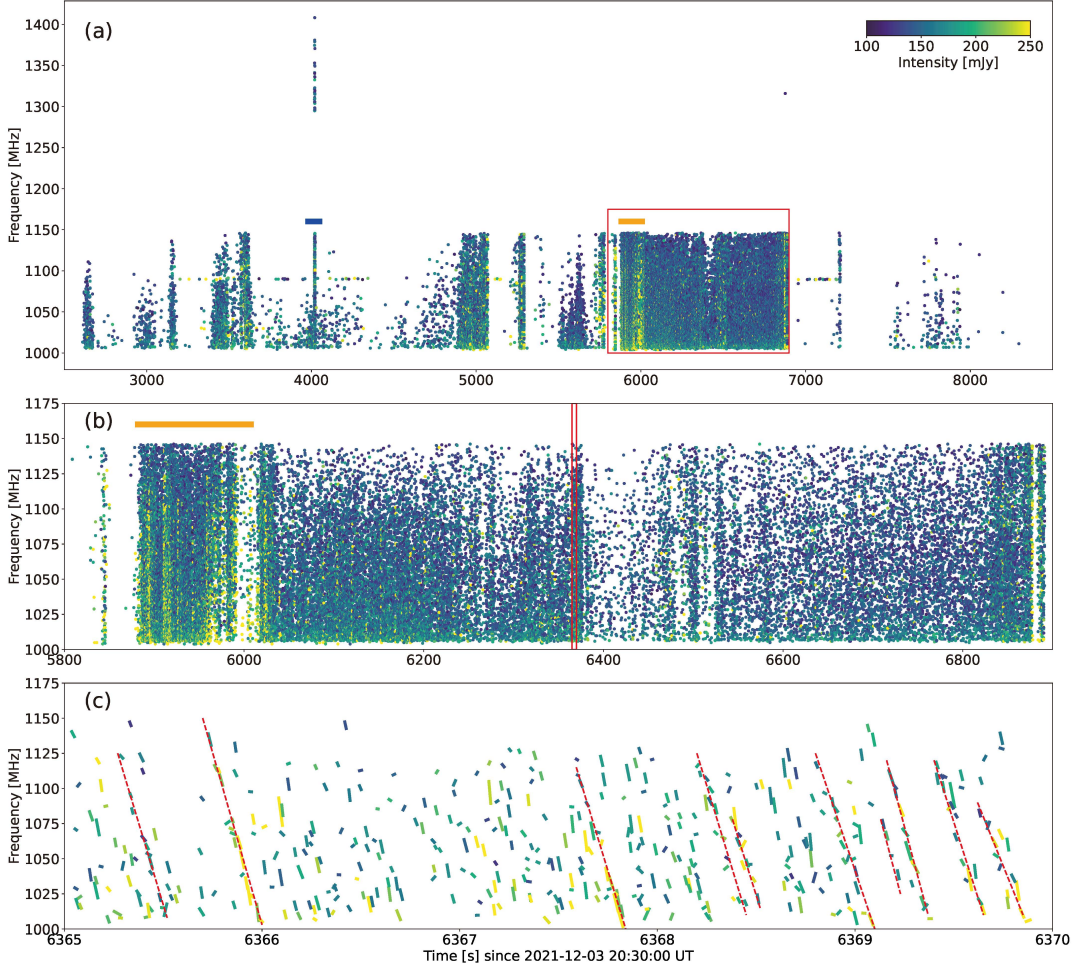 (a)
100 150 200 250
Intensity [mJy]
Frequency [MHz]
1400
1350
1300
1250
1200
1150
1100
1050
1000
3000 4000 5000 6000 7000 8000
(b)
Frequency [MHz]
1175
1150
1125
1100
1075
1050
1025
1000
5800 6000 6200 6400 6600 6800
(c)
Frequency [MHz]
1175
1150
1125
1100
1075
1050
1025
1000
6365 6366 6367 6368 6369 6370
Time [s] since 2021-12-03 20:30:00 UT